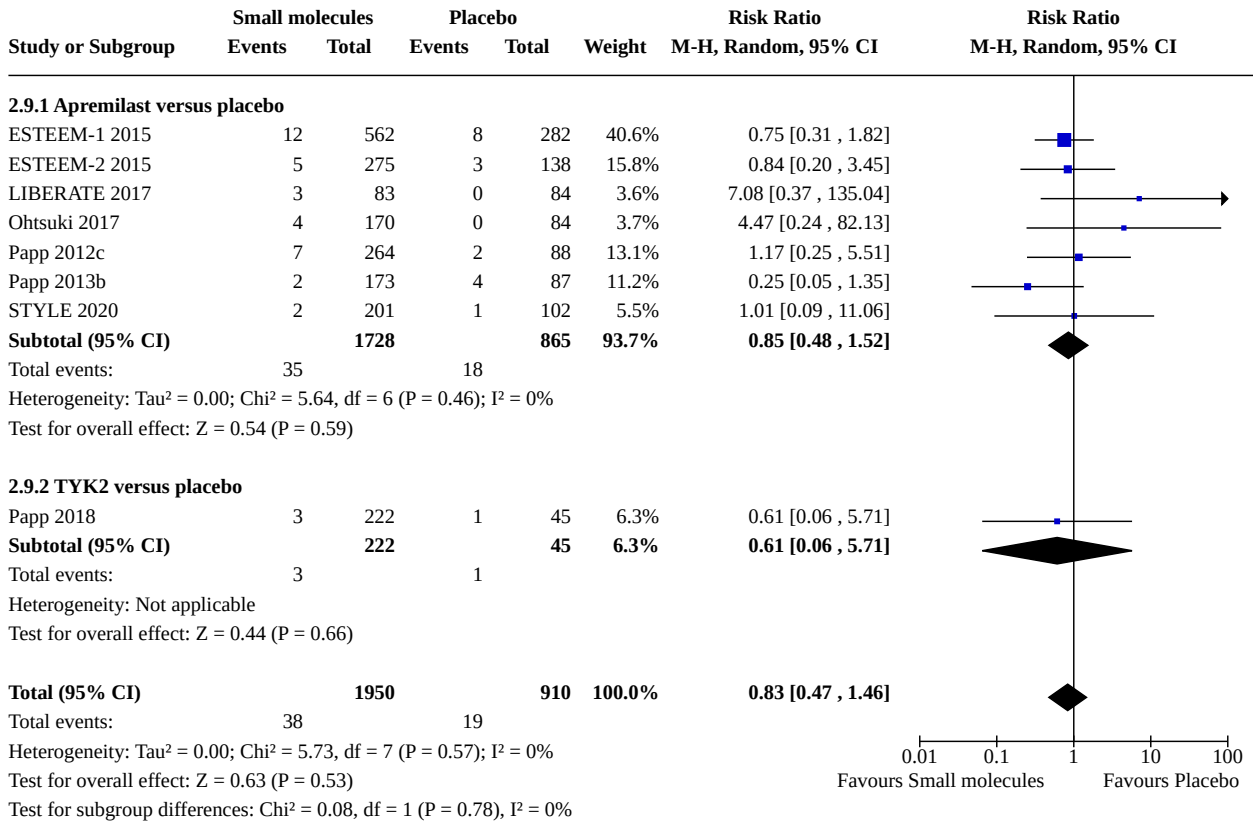 Small molecules Placebo Risk Ratio Risk Ratio
Study or Subgroup Events Total Events Total Weight M-H, Random, 95% CI M-H, Random, 95% CI
2.9.1 Apremilast versus placebo
ESTEEM-1 2015 12 562 8 282 40.6% 0.75 [0.31 , 1.82]
ESTEEM-2 2015 5 275 3 138 15.8% 0.84 [0.20 , 3.45]
LIBERATE 2017 3 83 0 84 3.6% 7.08 [0.37 , 135.04]
Ohtsuki 2017 4 170 0 84 3.7% 4.47 [0.24 , 82.13]
Papp 2012c 7 264 2 88 13.1% 1.17 [0.25 , 5.51]
Papp 2013b 2 173 4 87 11.2% 0.25 [0.05 , 1.35]
STYLE 2020 2 201 1 102 5.5% 1.01 [0.09 , 11.06]
Subtotal (95% CI) 1728 865 93.7% 0.85 [0.48 , 1.52]
Total events: 35 18
Heterogeneity: Tau² = 0.00; Chi² = 5.64, df = 6 (P = 0.46); I² = 0%
Test for overall effect: Z = 0.54 (P = 0.59)
2.9.2 TYK2 versus placebo
Papp 2018 3 222 1 45 6.3% 0.61 [0.06 , 5.71]
Subtotal (95% CI) 222 45 6.3% 0.61 [0.06 , 5.71]
Total events: 3 1
Heterogeneity: Not applicable
Test for overall effect: Z = 0.44 (P = 0.66)
Total (95% CI) 1950 910 100.0% 0.83 [0.47 , 1.46]
Total events: 38 19
Heterogeneity: Tau² = 0.00; Chi² = 5.73, df = 7 (P = 0.57); I² = 0%
0.01 0.1 1 10 100
Test for overall effect: Z = 0.63 (P = 0.53)
Favours Small molecules Favours Placebo
Test for subgroup differences: Chi² = 0.08, df = 1 (P = 0.78), I² = 0%